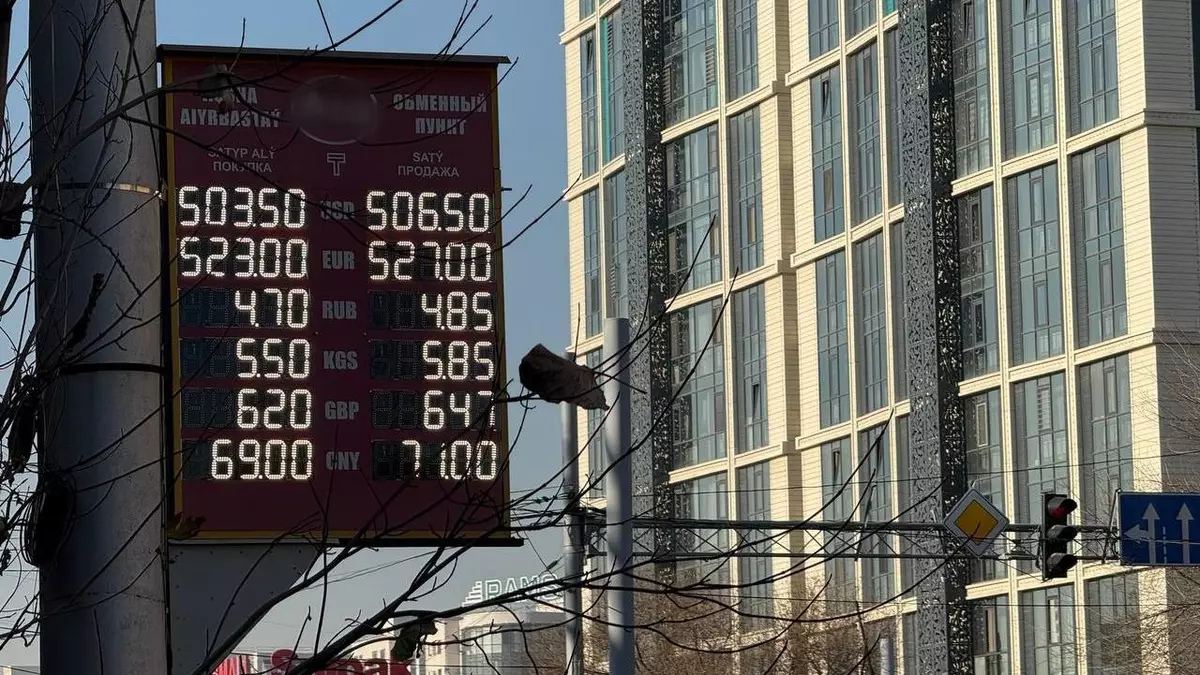 AIYRBASTAÝ
ОБМЕННЫЙ
ПУНКТ
SATYP ALÝ
ПОКУПКА
₸
SATÝ
ПРОДАЖА
503.50 USD 506.50
523.00 EUR 527.00
4.70 RUB 4.85
5.50 KGS 5.85
620 GBP 647
69.00 CNY 71.00
RAMS